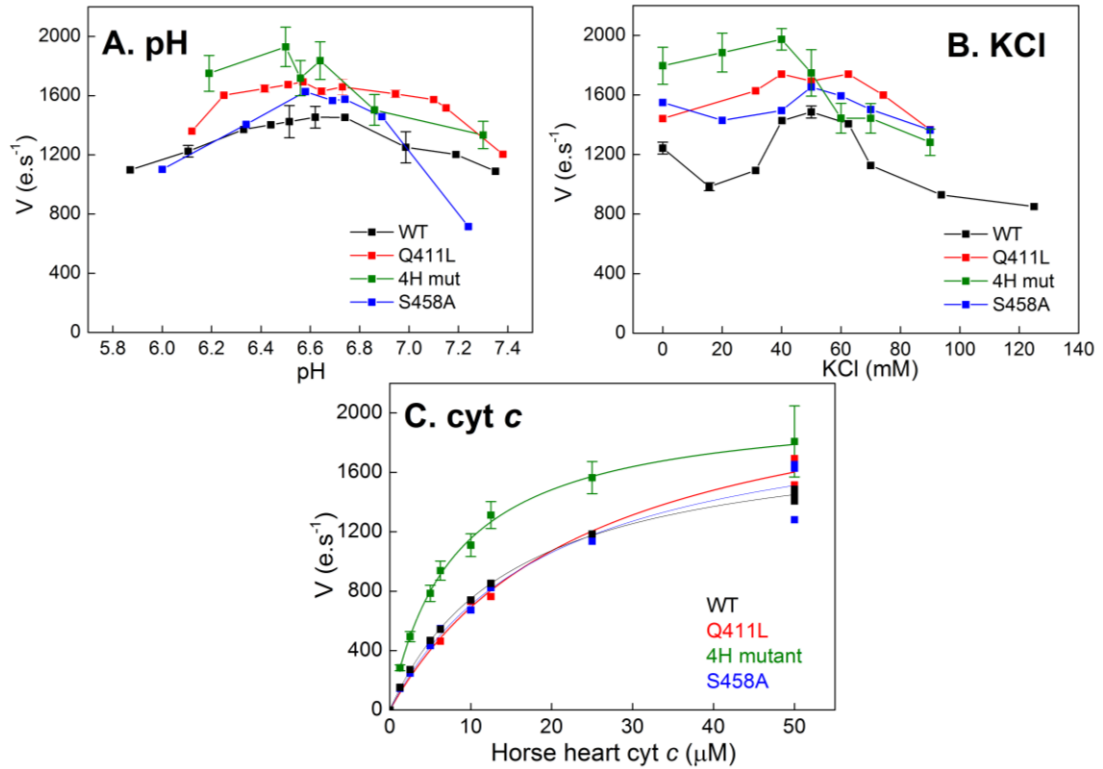 A. pH
V (e.s⁻¹)
2000
1600
1200
800
400
0
WT
Q411L
4H mut
S458A
5.8 6.0 6.2 6.4 6.6 6.8 7.0 7.2 7.4
pH
B. KCl
V (e.s⁻¹)
2000
1600
1200
800
400
0
WT
Q411L
4H mut
S458A
0 20 40 60 80 100 120 140
KCl (mM)
C. cyt c
V (e.s⁻¹)
2000
1600
1200
800
400
0
WT
Q411L
4H mutant
S458A
0 10 20 30 40 50
Horse heart cyt c (μM)